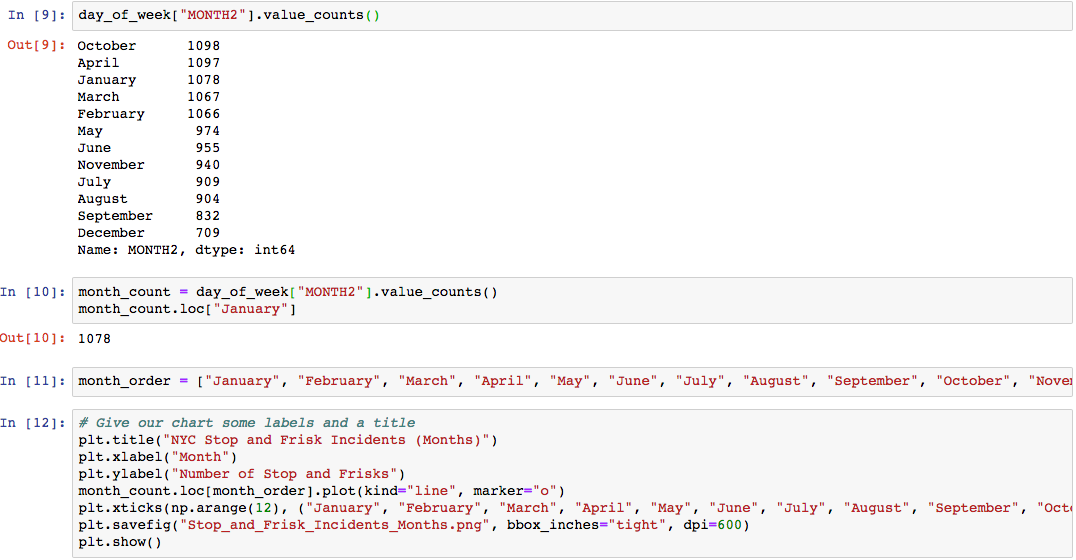 In [9]: day_of_week["MONTH2"].value_counts()
Out[9]: October 1098
April 1097
January 1078
March 1067
February 1066
May 974
June 955
November 940
July 909
August 904
September 832
December 709
Name: MONTH2, dtype: int64
In [10]: month_count = day_of_week["MONTH2"].value_counts()
month_count.loc["January"]
Out[10]: 1078
In [11]: month_order = ["January", "February", "March", "April", "May", "June", "July", "August", "September", "October", "Nove
In [12]: # Give our chart some labels and a title
plt.title("NYC Stop and Frisk Incidents (Months)")
plt.xlabel("Month")
plt.ylabel("Number of Stop and Frisks")
month_count.loc[month_order].plot(kind="line", marker="o")
plt.xticks(np.arange(12), ("January", "February", "March", "April", "May", "June", "July", "August", "September", "Octo
plt.savefig("Stop_and_Frisk_Incidents_Months.png", bbox_inches="tight", dpi=600)
plt.show()